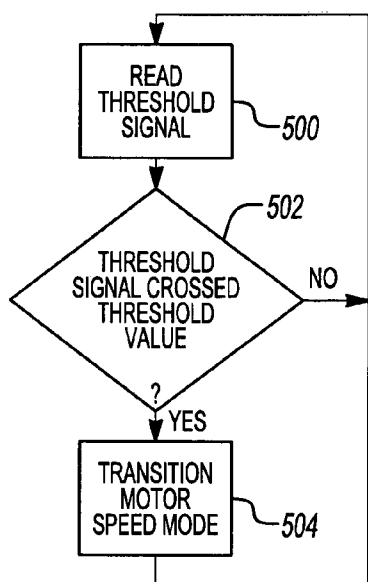 READ
THRESHOLD
SIGNAL
500
502
THRESHOLD
SIGNAL CROSSED
THRESHOLD
VALUE
?
NO
YES
TRANSITION
MOTOR
SPEED MODE
504